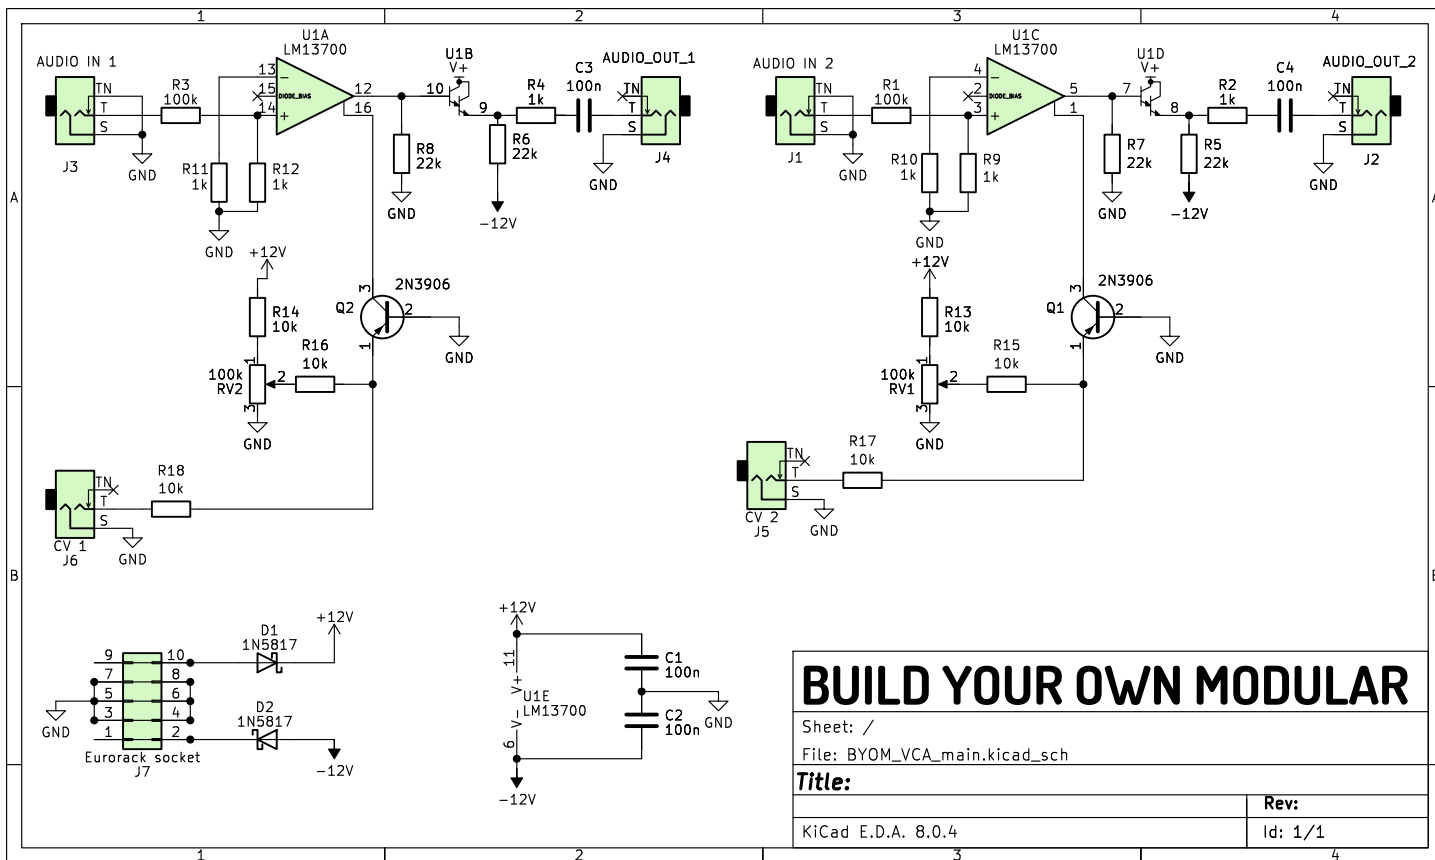 1 2 3 4
U1A
LM13700
AUDIO IN 1
TN
T
S
J3
GND
R3
100k
13
15
14
DIODE_BIAS
12
16
R11
1k
R12
1k
GND
U1B
V+
10
9
R8
22k
GND
R6
22k
-12V
R4
1k
C3
100n
AUDIO_OUT_1
TN
T
S
J4
GND
U1C
LM13700
AUDIO IN 2
TN
T
S
J1
GND
R1
100k
4
2
3
DIODE_BIAS
5
1
R10
1k
R9
1k
GND
U1D
V+
7
8
R7
22k
GND
R5
22k
-12V
R2
1k
C4
100n
AUDIO_OUT_2
TN
T
S
J2
GND
A
A
+12V
R14
10k
100k
RV2
1
2
3
GND
R16
10k
Q2
2N3906
3
2
1
GND
+12V
R13
10k
100k
RV1
1
2
3
GND
R15
10k
Q1
2N3906
3
2
1
GND
TN
T
S
CV 1
J6
GND
R18
10k
TN
T
S
CV 2
J5
GND
R17
10k
B
B
9 10
7 8
5 6
3 4
1 2
GND
Eurorack socket
J7
D1
1N5817
+12V
D2
1N5817
-12V
+12V
11
V+
U1E
LM13700
V-
6
-12V
C1
100n
C2
100n
GND
BUILD YOUR OWN MODULAR
Sheet: /
File: BYOM_VCA_main.kicad_sch
Title:
Rev:
KiCad E.D.A. 8.0.4
Id: 1/1
1 2 3 4